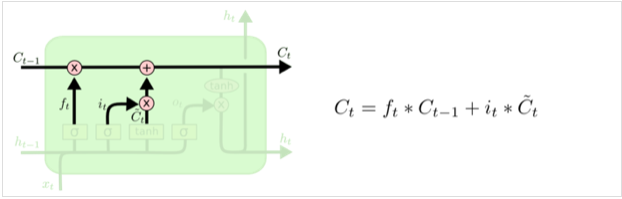 h_t
C_{t-1} × + C_t
tanh
f_t i_t × o_t ×
C̃_t
σ σ tanh σ
h_{t-1} h_t
x_t
C_t = f_t * C_{t-1} + i_t * C̃_t